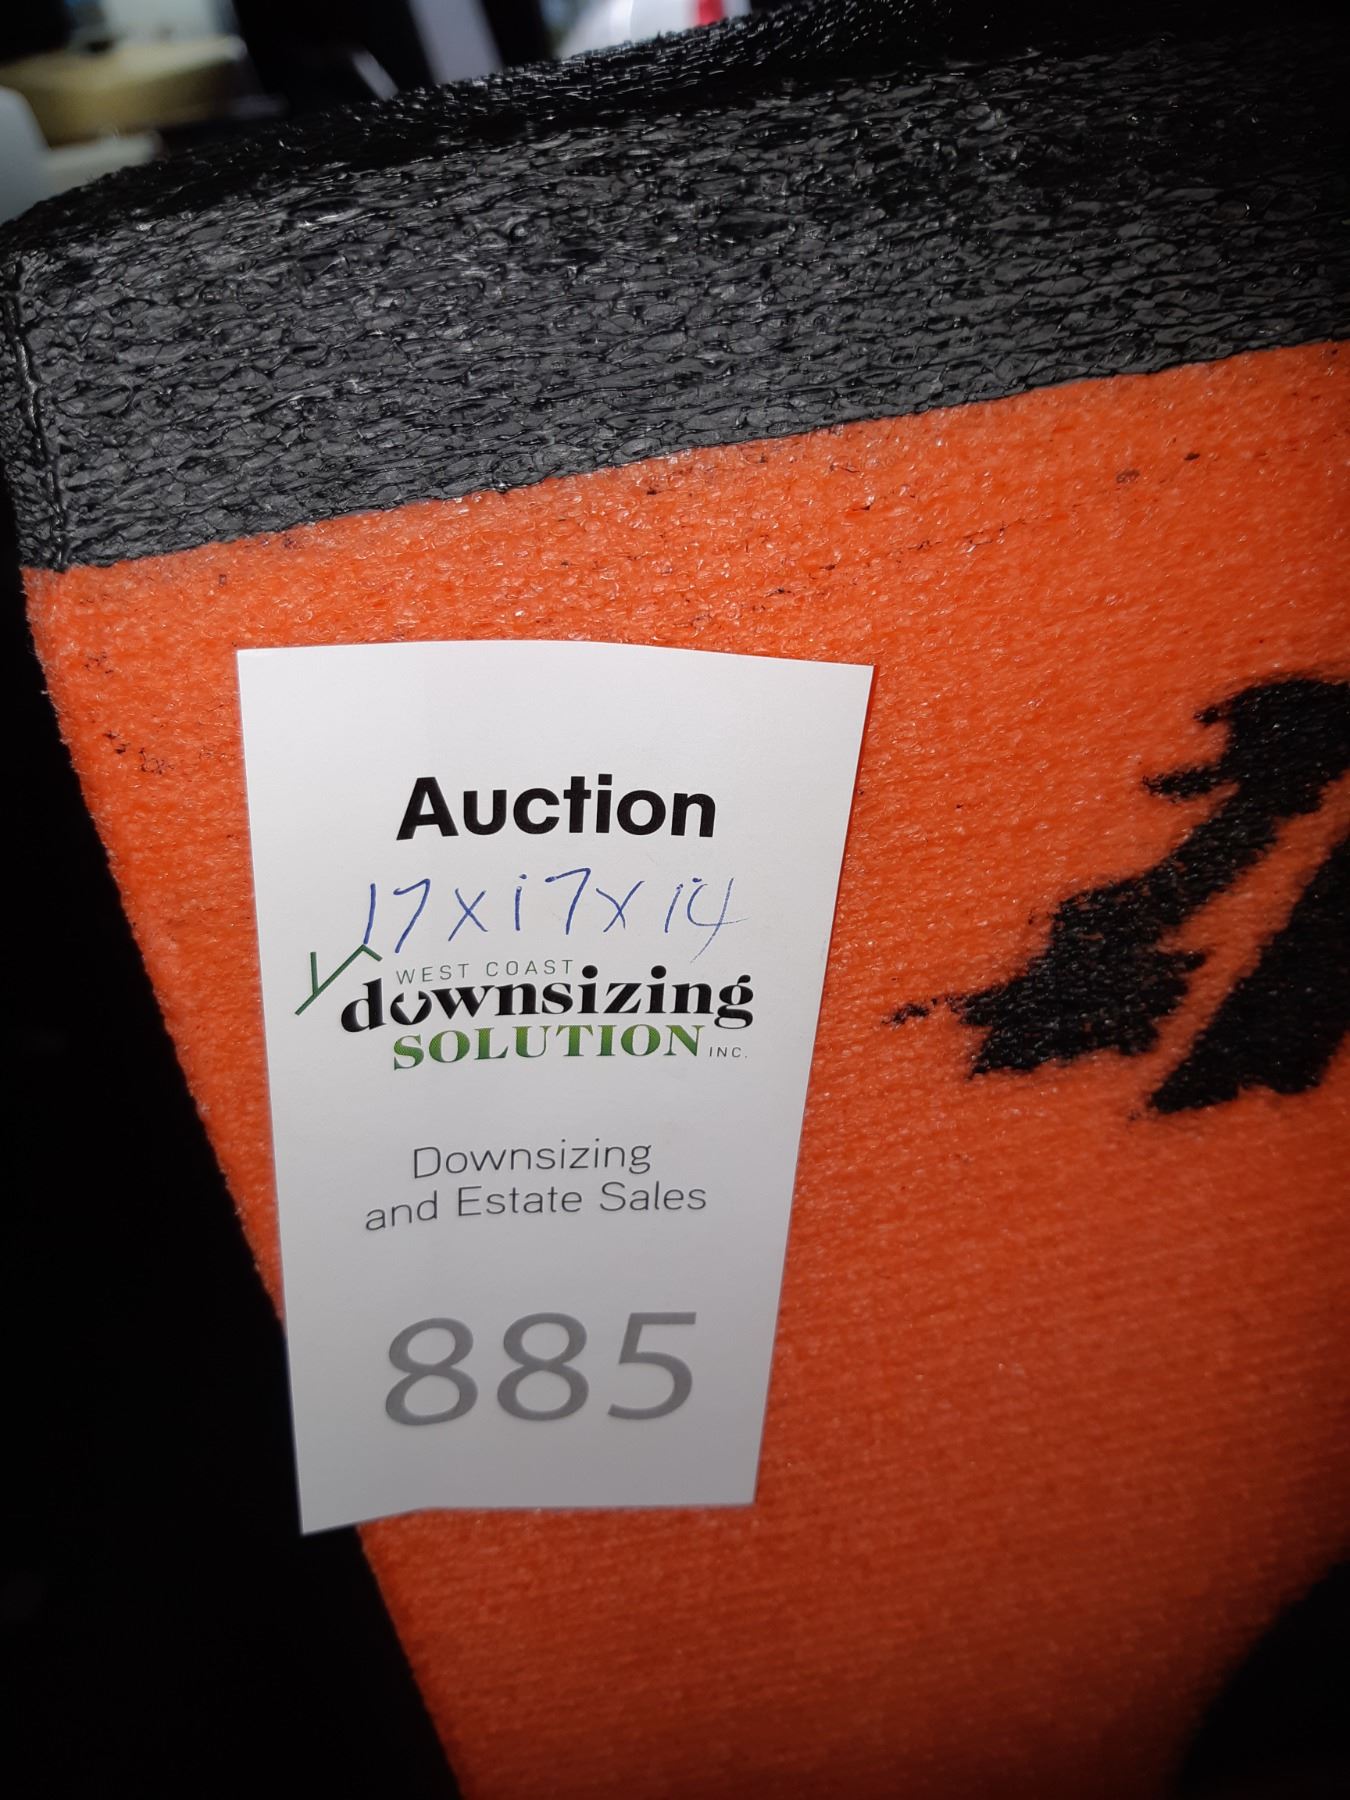 Auction
17x17x14
WEST COAST
downsizing
SOLUTION INC.
Downsizing
and Estate Sales
885